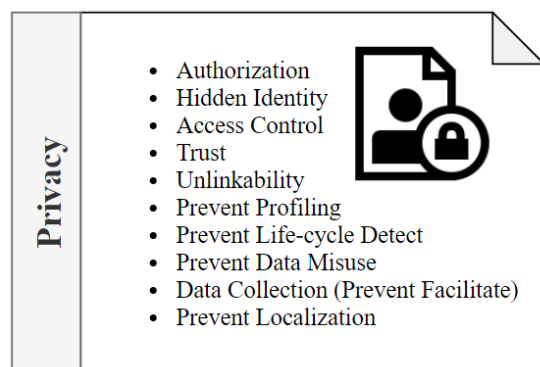 Privacy
• Authorization
• Hidden Identity
• Access Control
• Trust
• Unlinkability
• Prevent Profiling
• Prevent Life-cycle Detect
• Prevent Data Misuse
• Data Collection (Prevent Facilitate)
• Prevent Localization